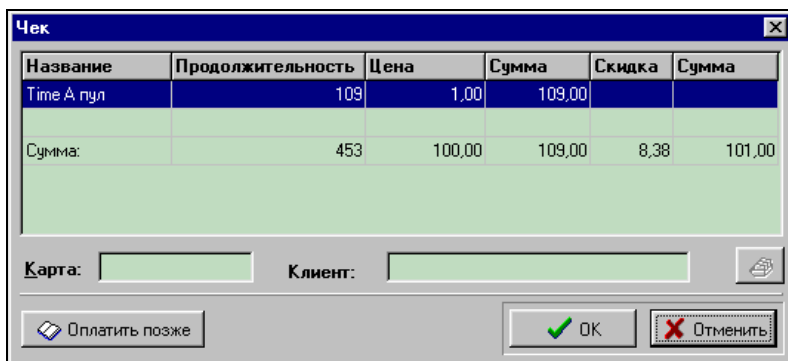 Чек
Название Продолжительность Цена Сумма Скидка Сумма
Time A пул 109 1,00 109,00
Сумма: 453 100,00 109,00 8,38 101,00
Карта: Клиент:
Оплатить позже OK Отменить